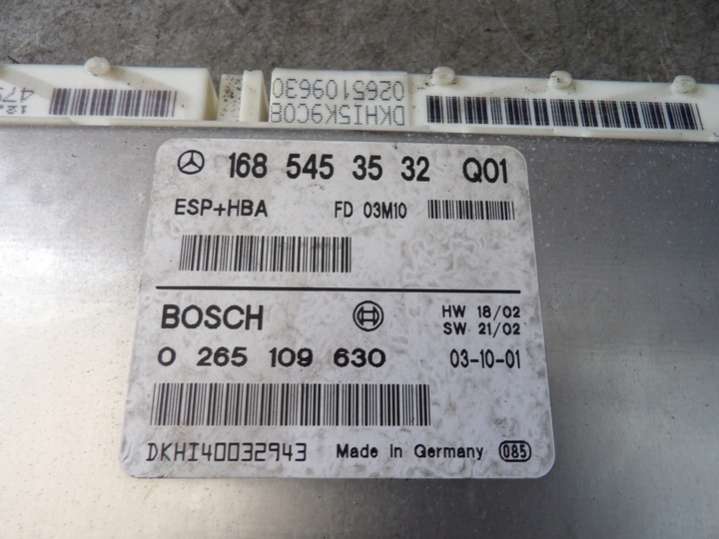 0265109630
DKHI5K9C08
168 545 35 32 Q01
ESP+HBA FD 03M10
BOSCH HW 18/02
SW 21/02
0 265 109 630 03-10-01
DKHI40032943 Made in Germany 085